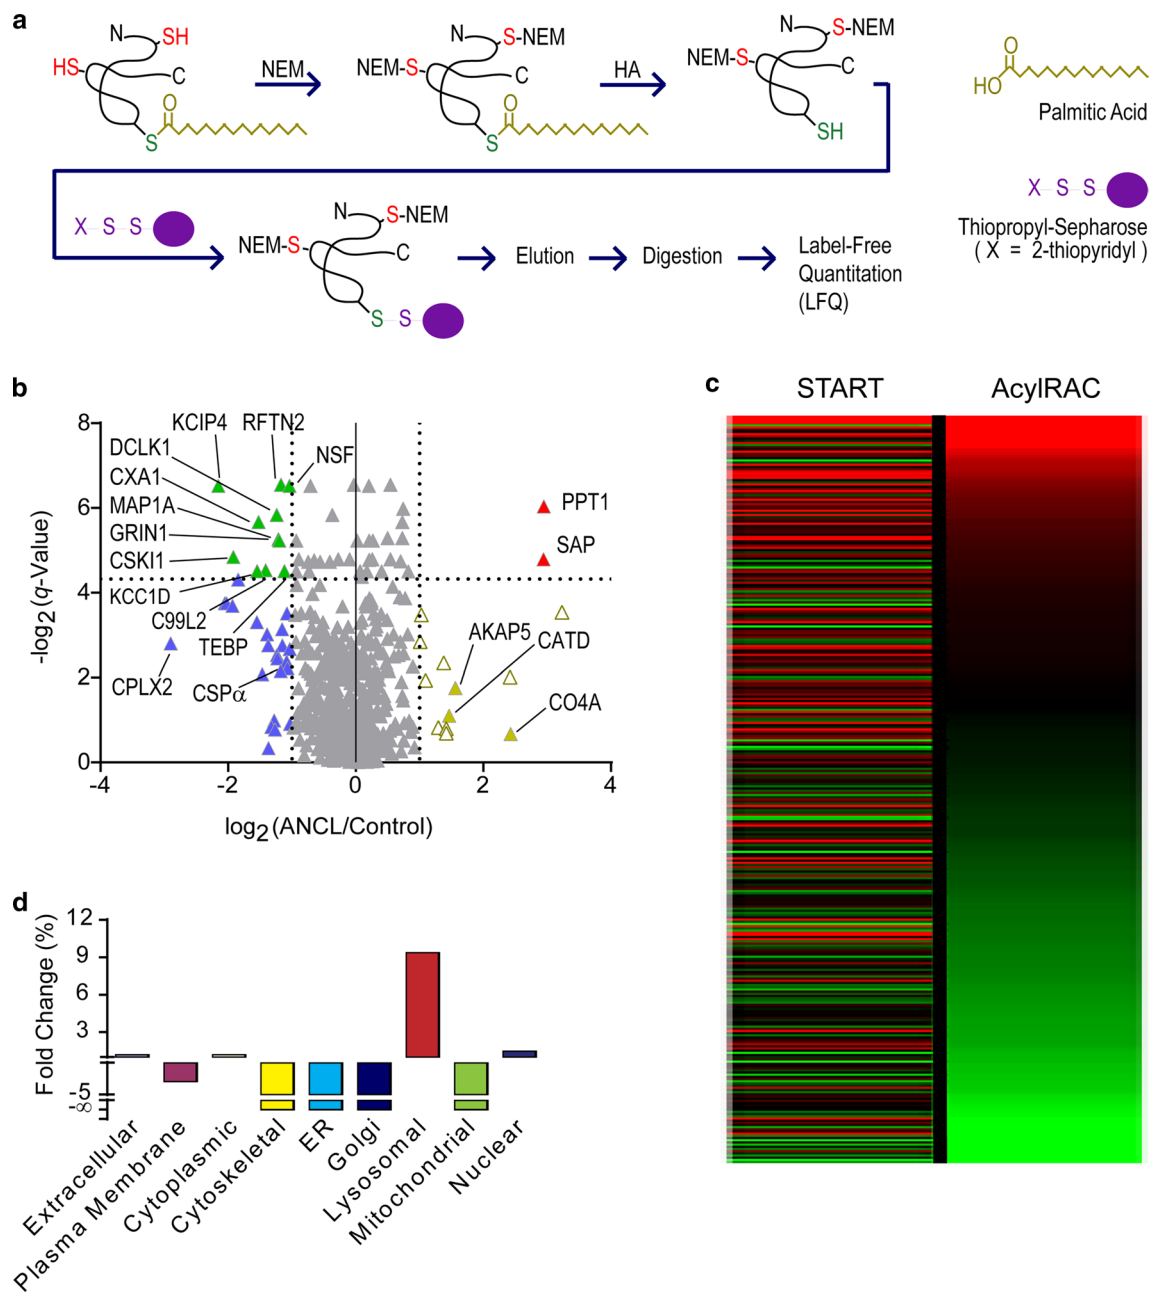 a
N
SH
HS
C
O
S
NEM
N
S-NEM
NEM-S
C
O
S
HA
N
S-NEM
NEM-S
C
SH
O
HO
Palmitic Acid
X S S
Thiopropyl-Sepharose
( X = 2-thiopyridyl )
X S S
N
S-NEM
NEM-S
C
S S
Elution
Digestion
Label-Free
Quantitation
(LFQ)
b
-log2(q-Value)
8
6
4
2
0
KCIP4
RFTN2
DCLK1
NSF
CXA1
MAP1A
GRIN1
CSKI1
KCC1D
C99L2
TEBP
CPLX2
CSPα
PPT1
SAP
AKAP5
CATD
CO4A
-4
-2
0
2
4
log2(ANCL/Control)
c
START
AcylRAC
d
Fold Change (%)
12
9
6
3
-5
-∞
Extracellular
Plasma Membrane
Cytoplasmic
Cytoskeletal
ER
Golgi
Lysosomal
Mitochondrial
Nuclear